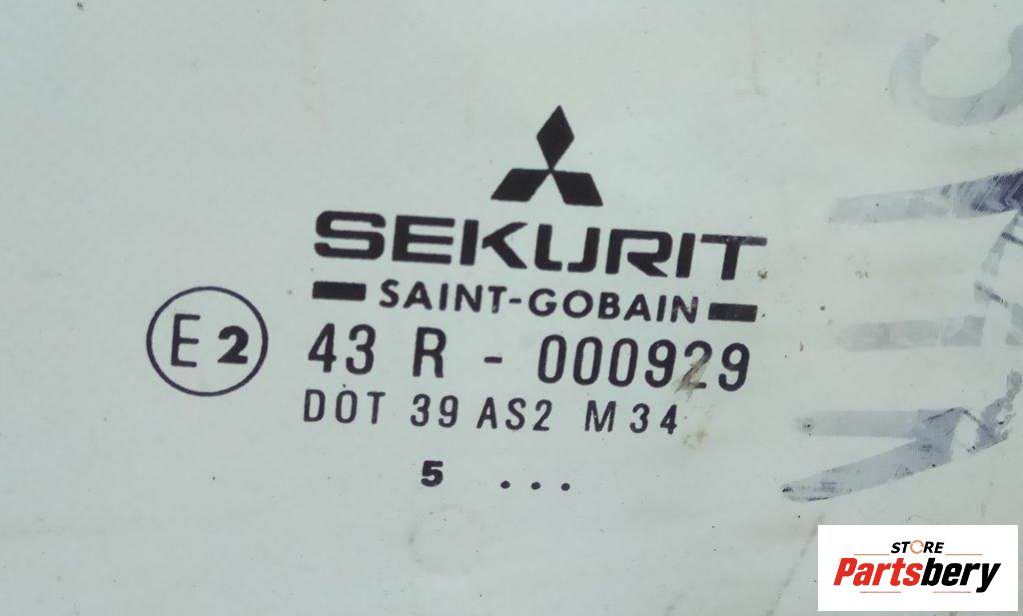 SEKURIT
SAINT-GOBAIN
E2
43 R - 000929
DOT 39 AS2 M34
5 ...
STORE
Partsbery